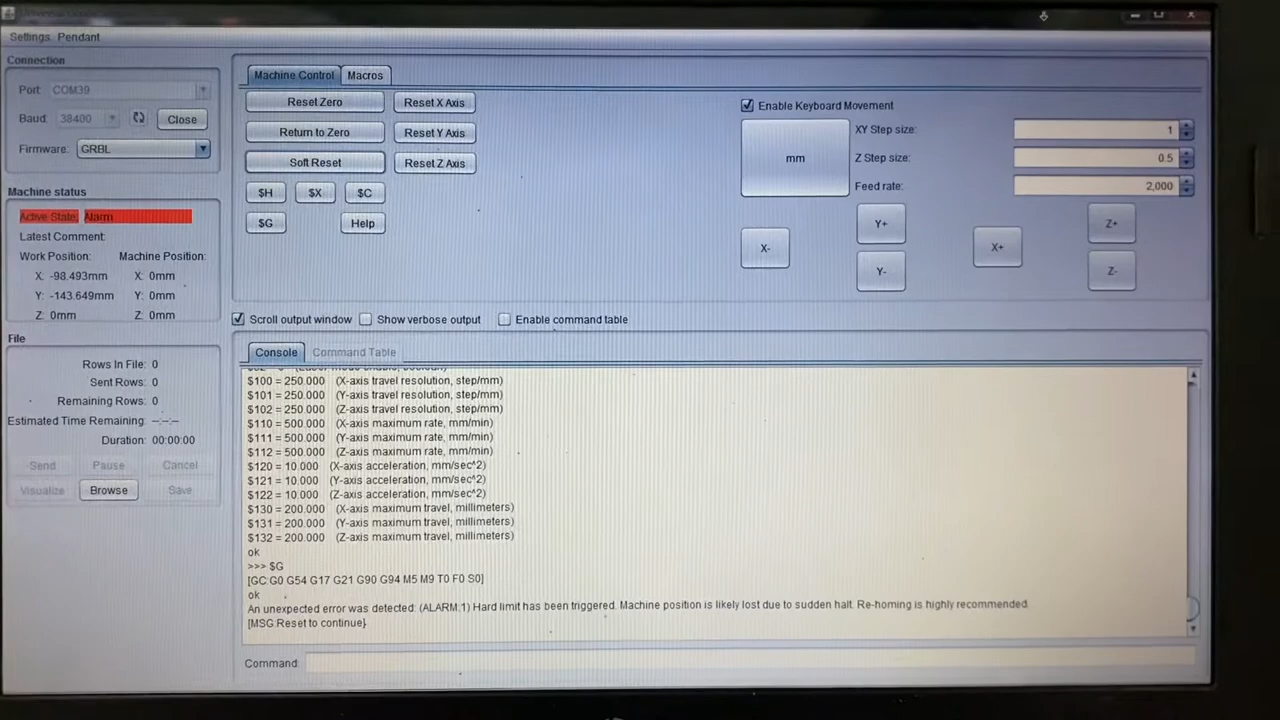 Settings Pendant
Connection
Port: COM39
Baud: 38400 Close
Firmware: GRBL
Machine status
Active State: Alarm
Latest Comment:
Work Position: Machine Position:
X: -98.493mm X: 0mm
Y: -143.649mm Y: 0mm
Z: 0mm Z: 0mm
File
Rows In File: 0
Sent Rows: 0
Remaining Rows: 0
Estimated Time Remaining: --:--:--
Duration: 00:00:00
Send Pause Cancel
Visualize Browse Save
Machine Control Macros
Reset Zero Reset X Axis
Return to Zero Reset Y Axis
Soft Reset Reset Z Axis
$H $X $C
$G Help
Enable Keyboard Movement
mm
XY Step size: 1
Z Step size: 0.5
Feed rate: 2,000
X- Y+ X+ Z+
Y- Z-
Scroll output window Show verbose output Enable command table
Console Command Table
$100 = 250.000 (X-axis travel resolution, step/mm)
$101 = 250.000 (Y-axis travel resolution, step/mm)
$102 = 250.000 (Z-axis travel resolution, step/mm)
$110 = 500.000 (X-axis maximum rate, mm/min)
$111 = 500.000 (Y-axis maximum rate, mm/min)
$112 = 500.000 (Z-axis maximum rate, mm/min)
$120 = 10.000 (X-axis acceleration, mm/sec^2)
$121 = 10.000 (Y-axis acceleration, mm/sec^2)
$122 = 10.000 (Z-axis acceleration, mm/sec^2)
$130 = 200.000 (X-axis maximum travel, millimeters)
$131 = 200.000 (Y-axis maximum travel, millimeters)
$132 = 200.000 (Z-axis maximum travel, millimeters)
ok
>>> $G
[GC:G0 G54 G17 G21 G90 G94 M5 M9 T0 F0 S0]
ok
An unexpected error was detected: (ALARM:1) Hard limit has been triggered. Machine position is likely lost due to sudden halt. Re-homing is highly recommended.
[MSG:Reset to continue]
Command: